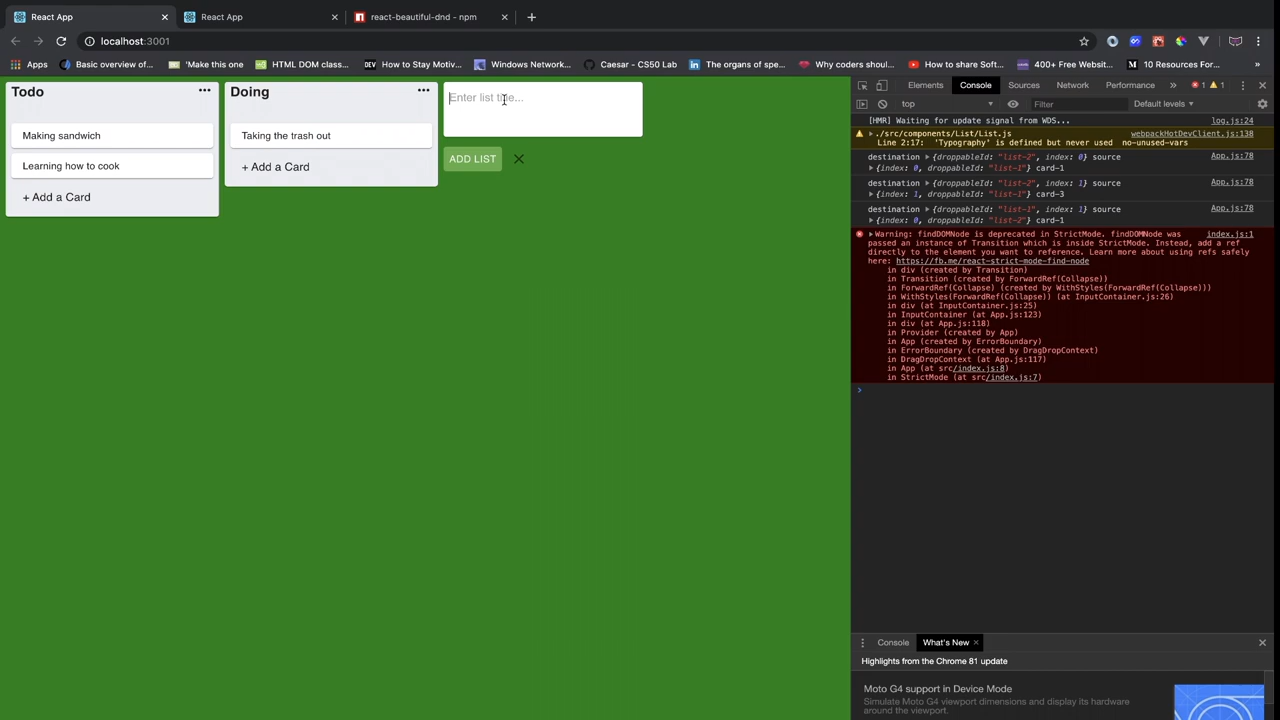 React App
React App
react-beautiful-dnd - npm
localhost:3001
Apps
Basic overview of...
'Make this one
HTML DOM class...
How to Stay Motiv...
Windows Network...
Caesar - CS50 Lab
The organs of spe...
Why coders should...
How to share Soft...
400+ Free Websit...
10 Resources For...
»
Todo
Making sandwich
Learning how to cook
+ Add a Card
Doing
Taking the trash out
+ Add a Card
Enter list title...
ADD LIST
Elements
Console
Sources
Network
Performance
»
1
1
top
Filter
Default levels
[HMR] Waiting for update signal from WDS... log.js:24
./src/components/List/List.js webpackHotDevClient.js:138
Line 2:17: 'Typography' is defined but never used no-unused-vars
destination {droppableId: "list-2", index: 0} source App.js:78
{index: 0, droppableId: "list-1"} card-1
destination {droppableId: "list-2", index: 1} source App.js:78
{index: 1, droppableId: "list-1"} card-3
destination {droppableId: "list-1", index: 1} source App.js:78
{index: 0, droppableId: "list-2"} card-1
Warning: findDOMNode is deprecated in StrictMode. findDOMNode was index.js:1
passed an instance of Transition which is inside StrictMode. Instead, add a ref
directly to the element you want to reference. Learn more about using refs safely
here: https://fb.me/react-strict-mode-find-node
in div (created by Transition)
in Transition (created by ForwardRef(Collapse))
in ForwardRef(Collapse) (created by WithStyles(ForwardRef(Collapse)))
in WithStyles(ForwardRef(Collapse)) (at InputContainer.js:26)
in div (at InputContainer.js:25)
in InputContainer (at App.js:123)
in div (at App.js:118)
in Provider (created by App)
in App (created by ErrorBoundary)
in ErrorBoundary (created by DragDropContext)
in DragDropContext (at App.js:117)
in App (at src/index.js:8)
in StrictMode (at src/index.js:7)
Console
What's New
Highlights from the Chrome 81 update
Moto G4 support in Device Mode
Simulate Moto G4 viewport dimensions and display its hardware
around the viewport.